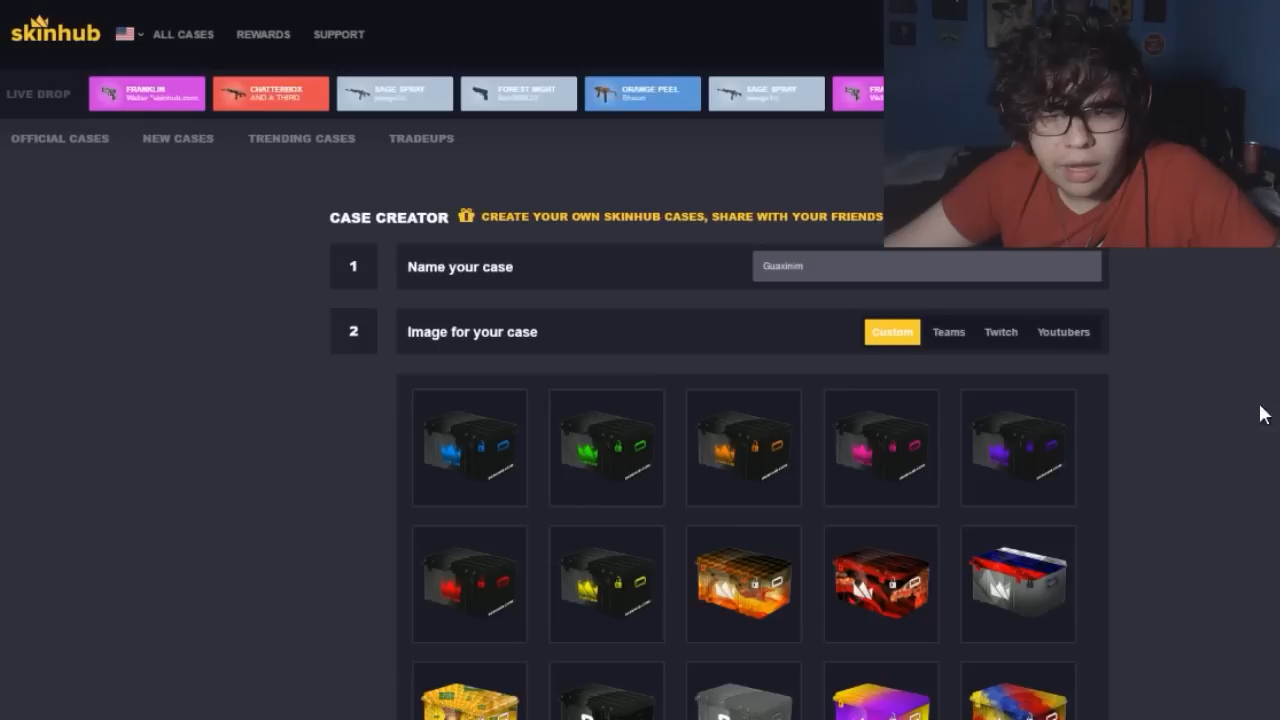 skinhub
ALL CASES REWARDS SUPPORT
LIVE DROP
FRANKLIN CHATTERBOX SAGE SPRAY FOREST NIGHT ORANGE PEEL SAGE SPRAY FRA
AND A THIRD
OFFICIAL CASES NEW CASES TRENDING CASES TRADEUPS
CASE CREATOR CREATE YOUR OWN SKINHUB CASES, SHARE WITH YOUR FRIENDS
1 Name your case Guaxinim
2 Image for your case Custom Teams Twitch Youtubers